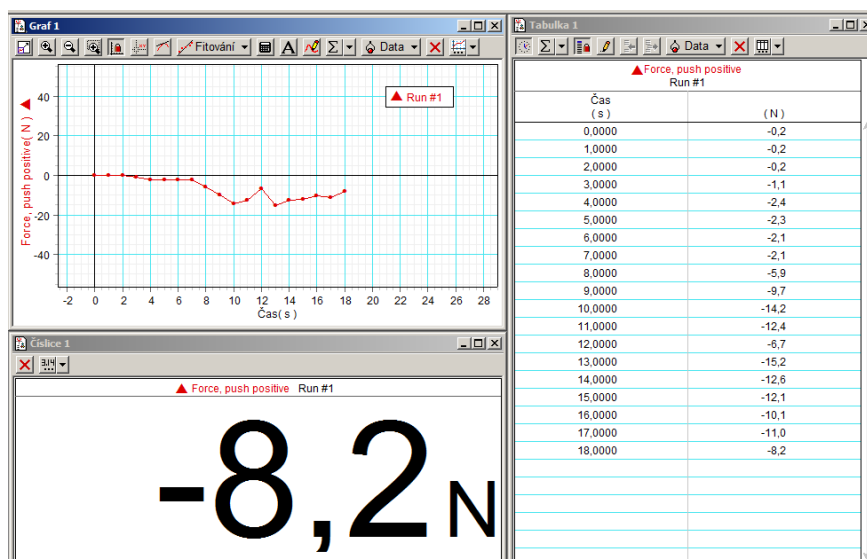 Graf 1
Fitování
A
Σ
Data
Force, push positive( N )
40
20
0
-20
-40
Run #1
-2 0 2 4 6 8 10 12 14 16 18 20 22 24 26 28
Čas( s )
Číslice 1
3.14
Force, push positive Run #1
-8,2 N
Tabulka 1
Σ
Data
Force, push positive
Run #1
Čas
( s ) ( N )
0,0000 -0,2
1,0000 -0,2
2,0000 -0,2
3,0000 -1,1
4,0000 -2,4
5,0000 -2,3
6,0000 -2,1
7,0000 -2,1
8,0000 -5,9
9,0000 -9,7
10,0000 -14,2
11,0000 -12,4
12,0000 -6,7
13,0000 -15,2
14,0000 -12,6
15,0000 -12,1
16,0000 -10,1
17,0000 -11,0
18,0000 -8,2